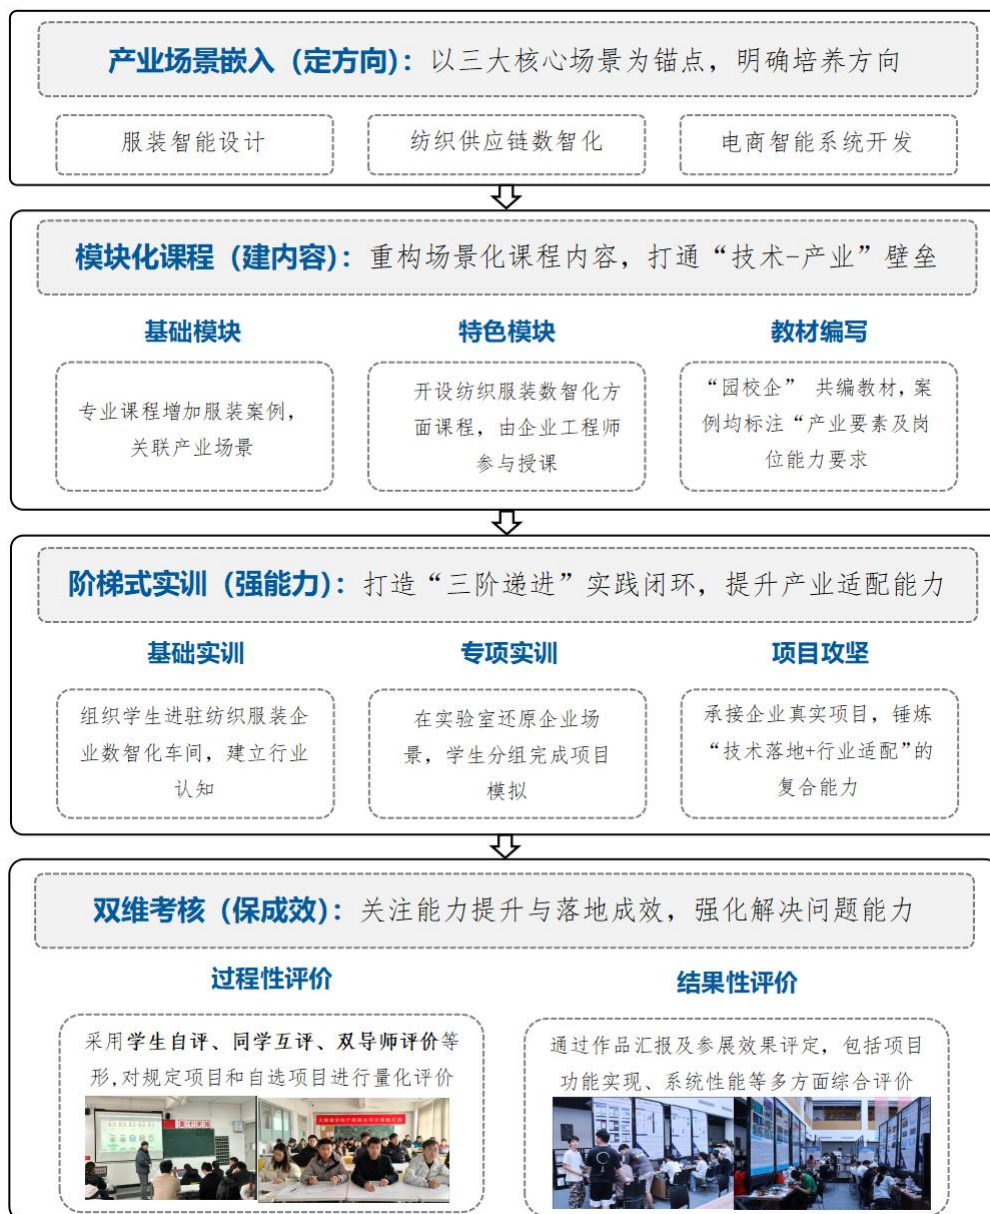 产业场景嵌入（定方向）：以三大核心场景为锚点，明确培养方向
服装智能设计
纺织供应链数智化
电商智能系统开发
模块化课程（建内容）：重构场景化课程内容，打通“技术-产业”壁垒
基础模块
专业课程增加服装案例，
关联产业场景
特色模块
开设纺织服装数智化方
面课程，由企业工程师
参与授课
教材编写
“园校企” 共编教材，案
例均标注“产业要素及岗
位能力要求
阶梯式实训（强能力）：打造“三阶递进”实践闭环，提升产业适配能力
基础实训
组织学生进驻纺织服装企
业数智化车间，建立行业
认知
专项实训
在实验室还原企业场
景，学生分组完成项目
模拟
项目攻坚
承接企业真实项目，锤炼
“技术落地+行业适配”的
复合能力
双维考核（保成效）：关注能力提升与落地成效，强化解决问题能力
过程性评价
采用学生自评、同学互评、双导师评价等
形,对规定项目和自选项目进行量化评价
结果性评价
通过作品汇报及参展效果评定，包括项目
功能实现、系统性能等多方面综合评价